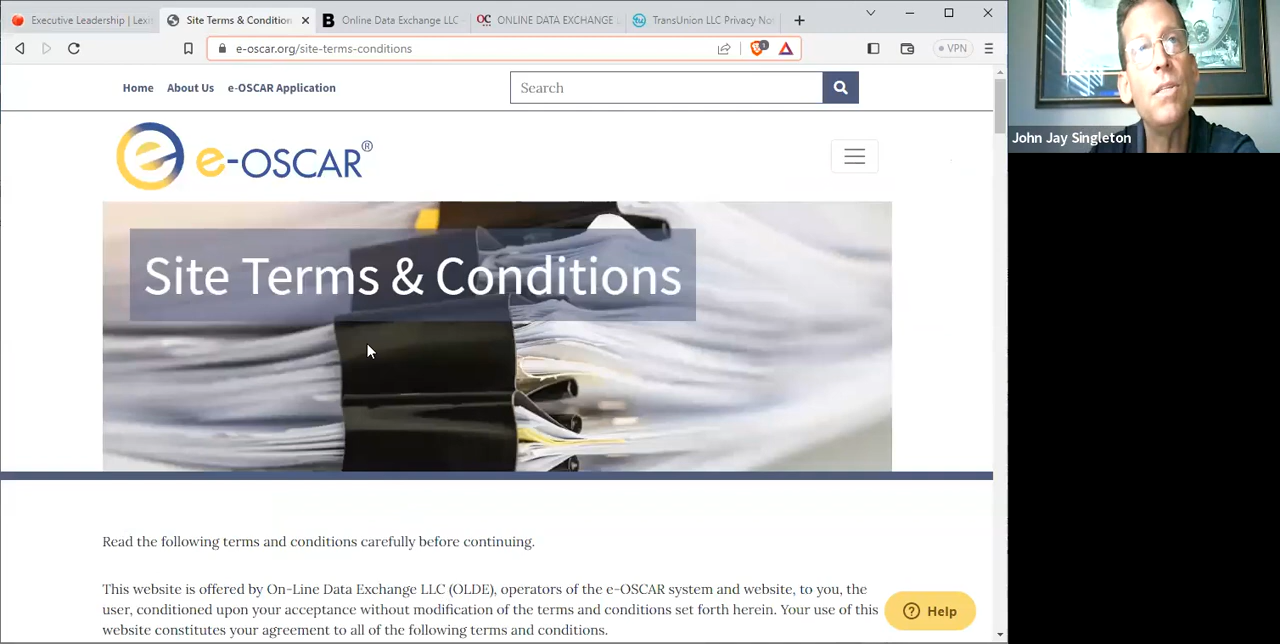 Executive Leadership | Lexi
Site Terms & Condition
Online Data Exchange LLC
ONLINE DATA EXCHANGE
TransUnion LLC Privacy No
e-oscar.org/site-terms-conditions
1
VPN
Home About Us e-OSCAR Application
Search
e-OSCAR®
Site Terms & Conditions
Read the following terms and conditions carefully before continuing.
This website is offered by On-Line Data Exchange LLC (OLDE), operators of the e-OSCAR system and website, to you, the
user, conditioned upon your acceptance without modification of the terms and conditions set forth herein. Your use of this
website constitutes your agreement to all of the following terms and conditions.
Help
John Jay Singleton